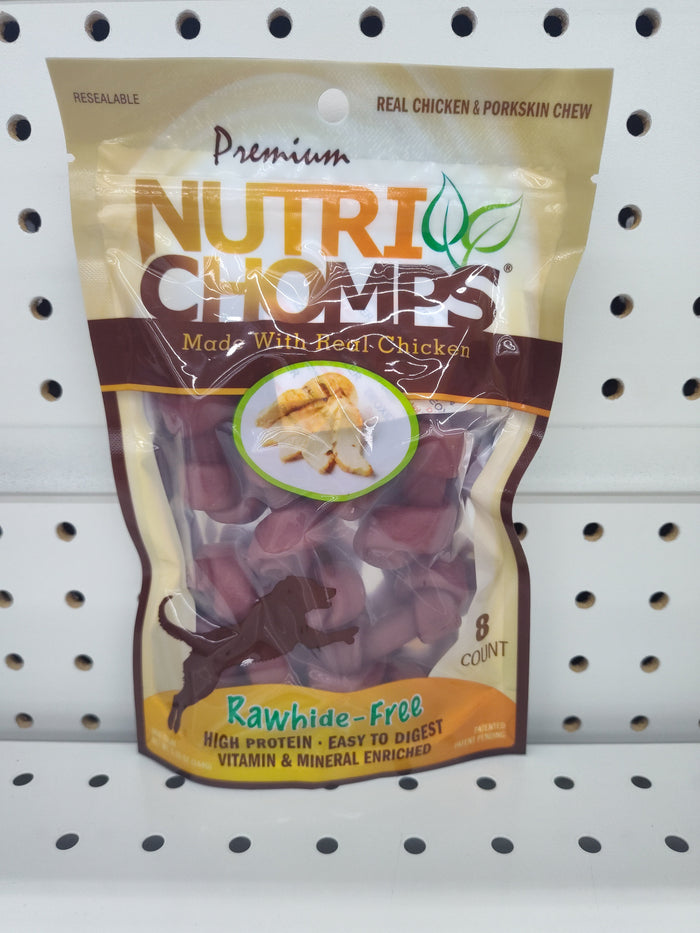 RESEALABLE
REAL CHICKEN & PORKSKIN CHEW
Premium
NUTRI
CHOMPS®
Made With Real Chicken
8
COUNT
Rawhide-Free
HIGH PROTEIN · EASY TO DIGEST
VITAMIN & MINERAL ENRICHED
PATENTED
PATENT PENDING